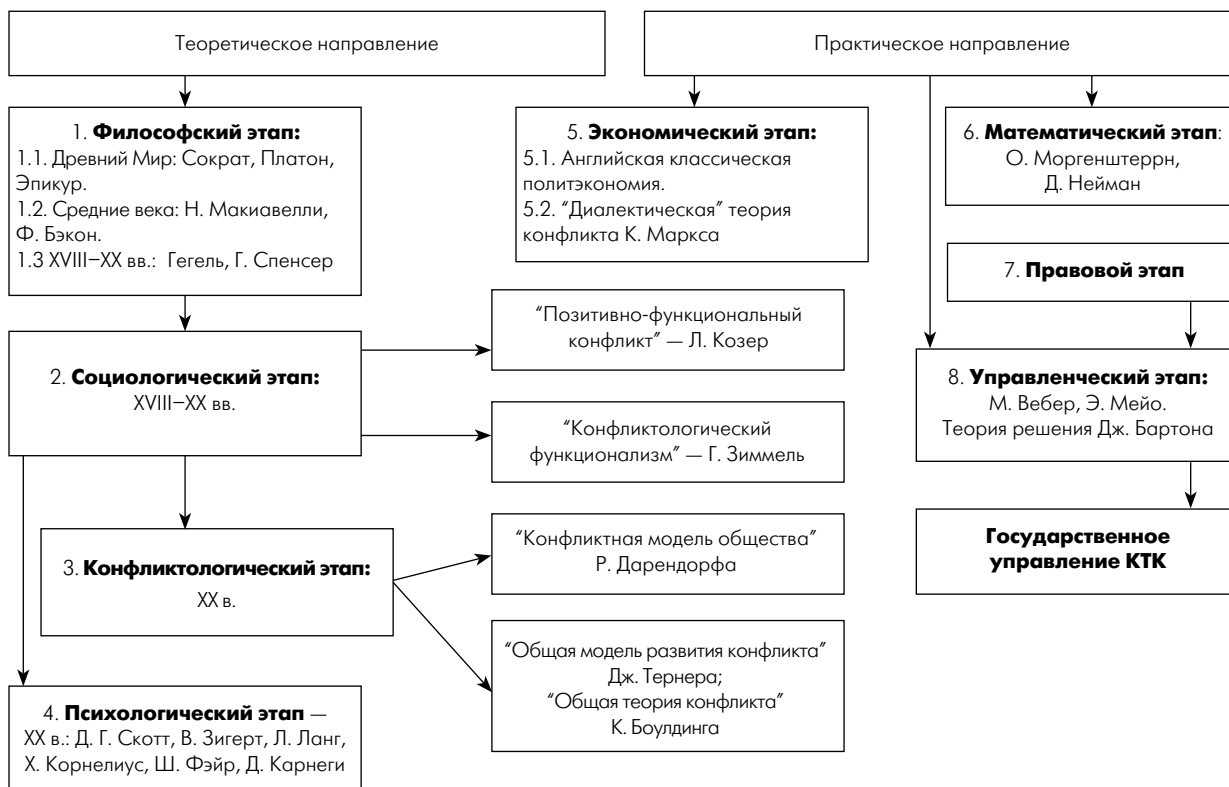 Теоретическое направление
Практическое направление
1. Философский этап:
1.1. Древний Мир: Сократ, Платон,
Эпикур.
1.2. Средние века: Н. Макиавелли,
Ф. Бэкон.
1.3 XVIII–XX вв.: Гегель, Г. Спенсер
5. Экономический этап:
5.1. Английская классическая
политэкономия.
5.2. “Диалектическая” теория
конфликта К. Маркса
6. Математический этап:
О. Моргенштеррн,
Д. Нейман
7. Правовой этап
2. Социологический этап:
XVIII–XX вв.
“Позитивно-функциональный
конфликт” — Л. Козер
“Конфликтологический
функционализм” — Г. Зиммель
8. Управленческий этап:
М. Вебер, Э. Мейо.
Теория решения Дж. Бартона
Государственное
управление КТК
3. Конфликтологический этап:
XX в.
“Конфликтная модель общества”
Р. Дарендорфа
“Общая модель развития конфликта”
Дж. Тернера;
“Общая теория конфликта”
К. Боулдинга
4. Психологический этап —
XX в.: Д. Г. Скотт, В. Зигерт, Л. Ланг,
Х. Корнелиус, Ш. Фэйр, Д. Карнеги